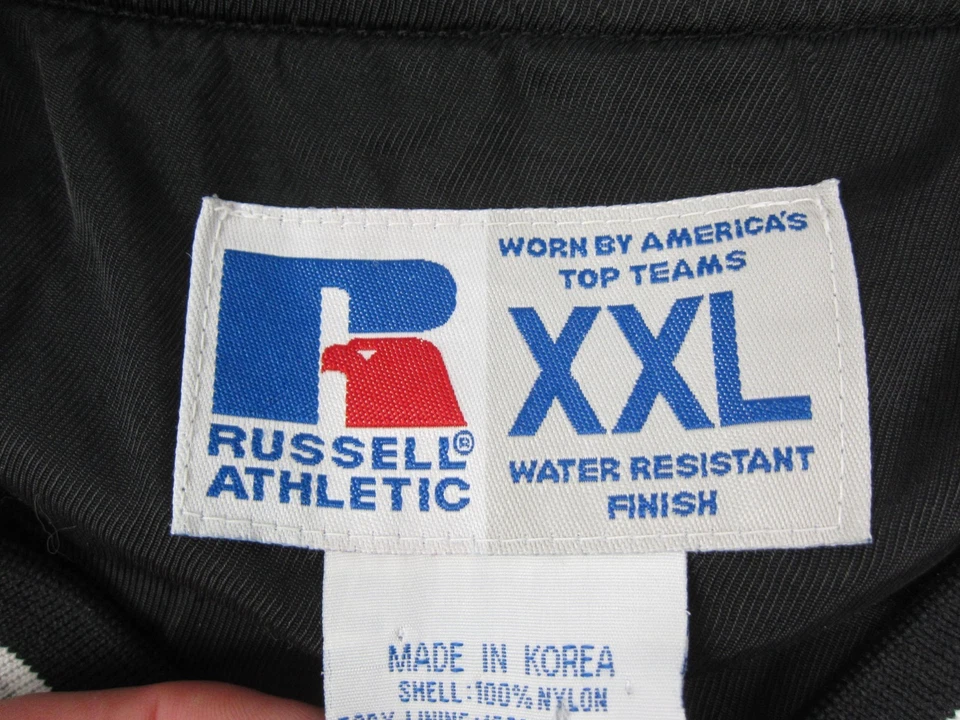 RUSSELL®
ATHLETIC
WORN BY AMERICA'S
TOP TEAMS
XXL
WATER RESISTANT
FINISH
MADE IN KOREA
SHELL:100% NYLON